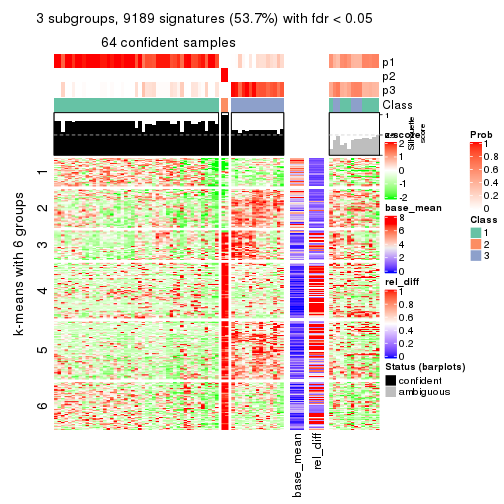 3 subgroups, 9189 signatures (53.7%) with fdr < 0.05
64 confident samples
p1
p2
p3
Class
1
Silhouette
score
z-score
2
1
0
-1
-2
base_mean
8
6
4
2
0
rel_diff
1
0.8
0.6
0.4
0.2
0
Status (barplots)
confident
ambiguous
Prob
1
0.8
0.6
0.4
0.2
0
Class
1
2
3
k-means with 6 groups
1
2
3
4
5
6
base_mean
rel_diff